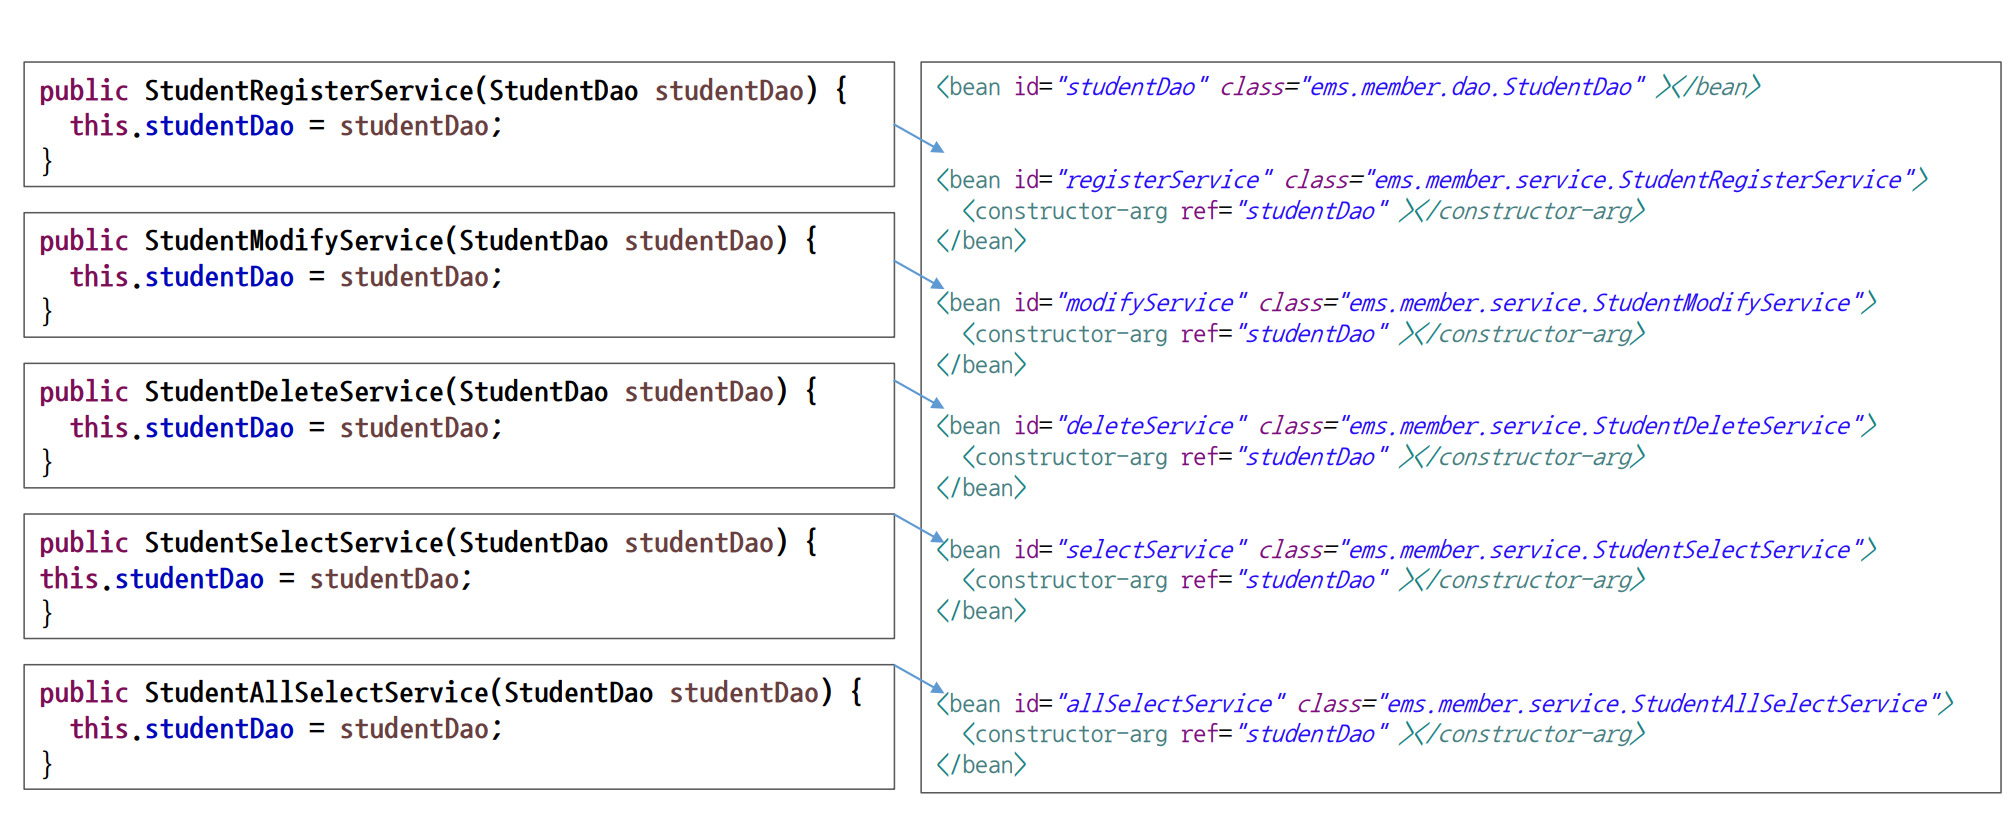 public StudentRegisterService(StudentDao studentDao) {
  this.studentDao = studentDao;
}
public StudentModifyService(StudentDao studentDao) {
  this.studentDao = studentDao;
}
public StudentDeleteService(StudentDao studentDao) {
  this.studentDao = studentDao;
}
public StudentSelectService(StudentDao studentDao) {
this.studentDao = studentDao;
}
public StudentAllSelectService(StudentDao studentDao) {
  this.studentDao = studentDao;
}
<bean id="studentDao" class="ems.member.dao.StudentDao" ></bean>
<bean id="registerService" class="ems.member.service.StudentRegisterService">
  <constructor-arg ref="studentDao" ></constructor-arg>
</bean>
<bean id="modifyService" class="ems.member.service.StudentModifyService">
  <constructor-arg ref="studentDao" ></constructor-arg>
</bean>
<bean id="deleteService" class="ems.member.service.StudentDeleteService">
  <constructor-arg ref="studentDao" ></constructor-arg>
</bean>
<bean id="selectService" class="ems.member.service.StudentSelectService">
  <constructor-arg ref="studentDao" ></constructor-arg>
</bean>
<bean id="allSelectService" class="ems.member.service.StudentAllSelectService">
  <constructor-arg ref="studentDao" ></constructor-arg>
</bean>